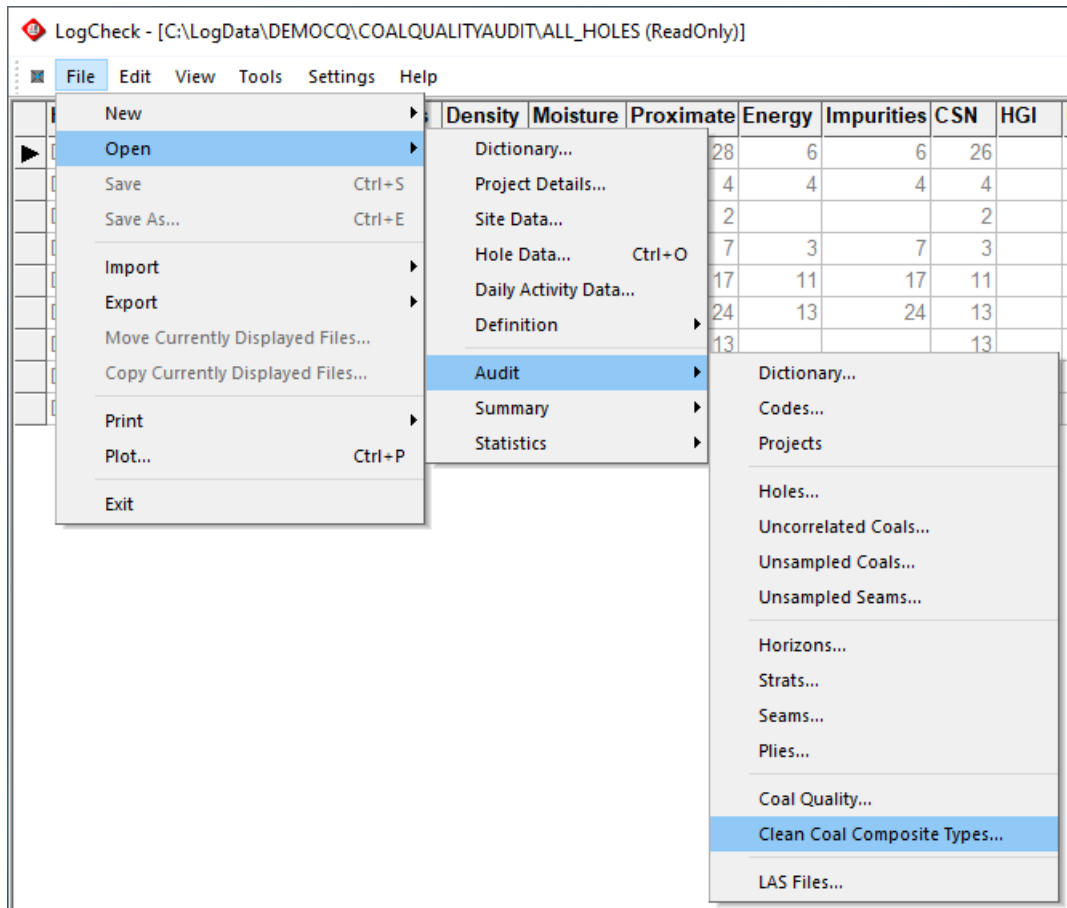 LogCheck - [C:\LogData\DEMOCQ\COALQUALITYAUDIT\ALL_HOLES (ReadOnly)]
File Edit View Tools Settings Help
Density Moisture Proximate Energy Impurities CSN HGI
28 6 6 26
4 4 4 4
2 2
7 3 7 3
17 11 17 11
24 13 24 13
13 13
New
Open
Save Ctrl+S
Save As... Ctrl+E
Import
Export
Move Currently Displayed Files...
Copy Currently Displayed Files...
Print
Plot... Ctrl+P
Exit
Dictionary...
Project Details...
Site Data...
Hole Data... Ctrl+O
Daily Activity Data...
Definition
Audit
Summary
Statistics
Dictionary...
Codes...
Projects
Holes...
Uncorrelated Coals...
Unsampled Coals...
Unsampled Seams...
Horizons...
Strats...
Seams...
Plies...
Coal Quality...
Clean Coal Composite Types...
LAS Files...